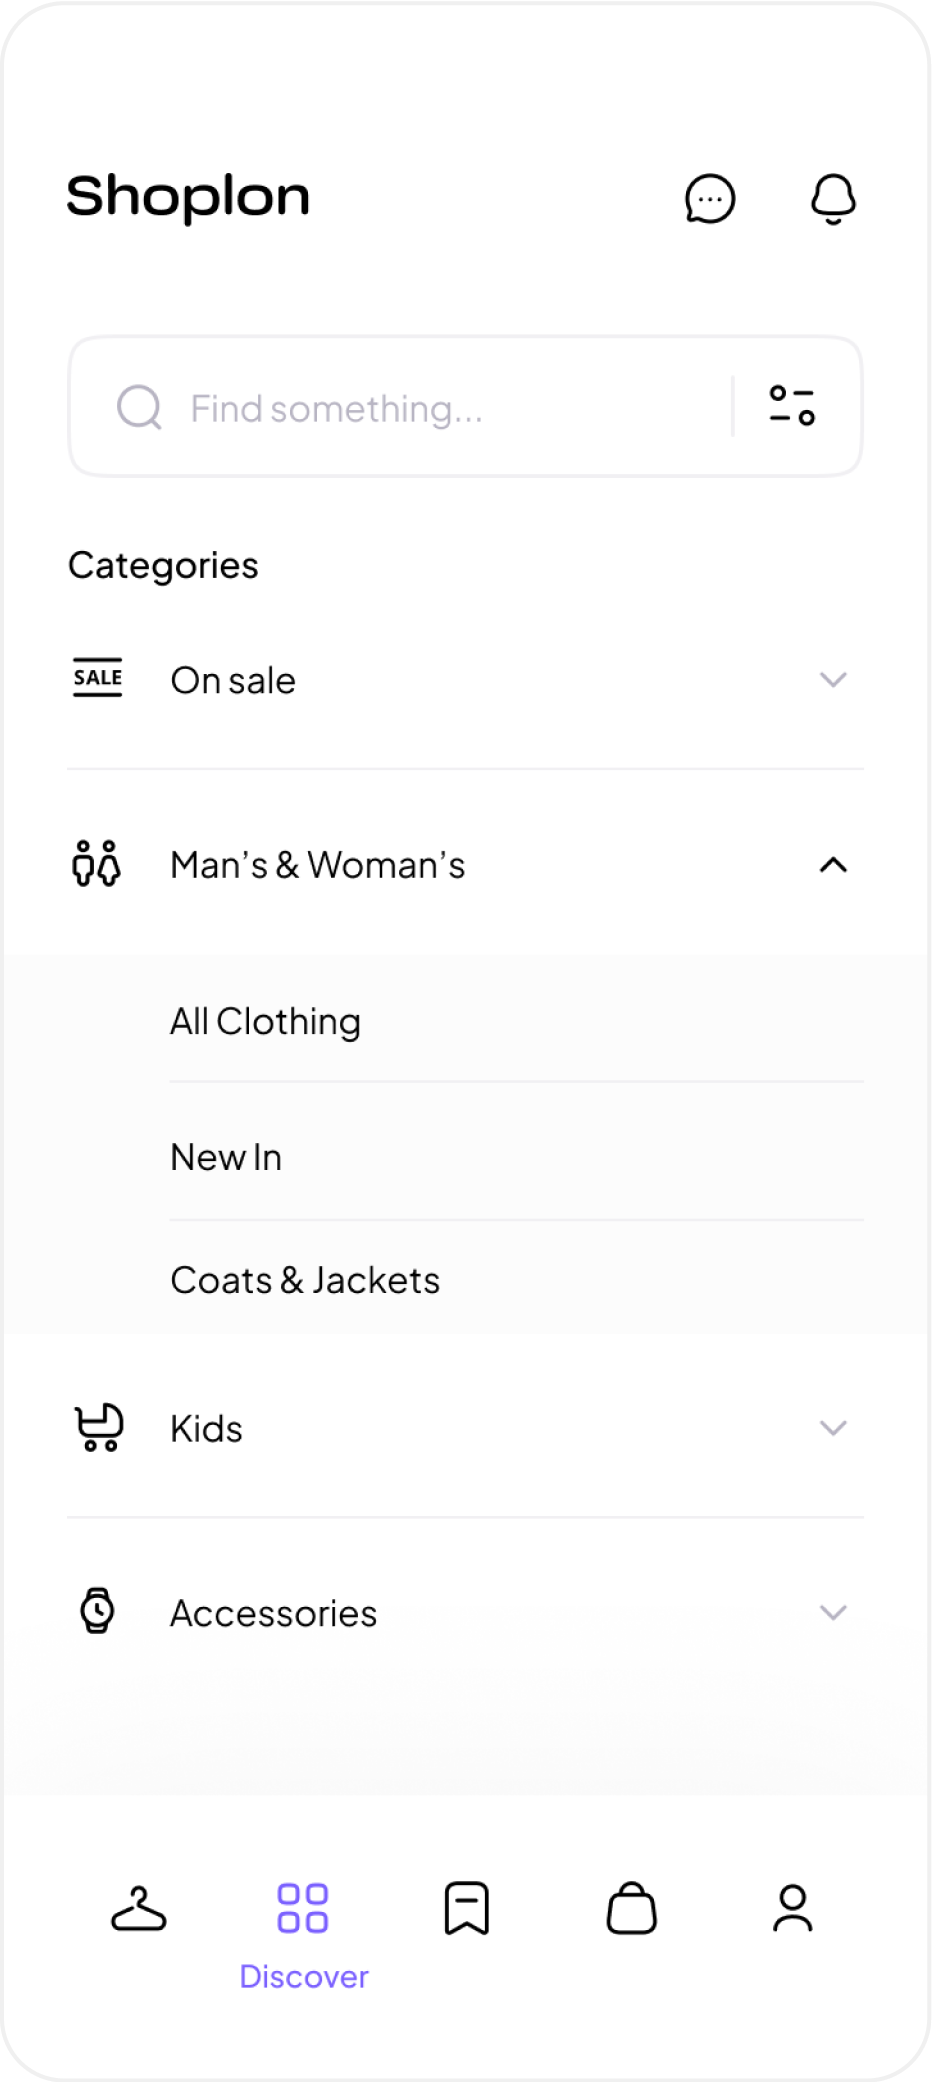 Shoplon
Find something...
Categories
SALE
On sale
Man’s & Woman’s
All Clothing
New In
Coats & Jackets
Kids
Accessories
Discover